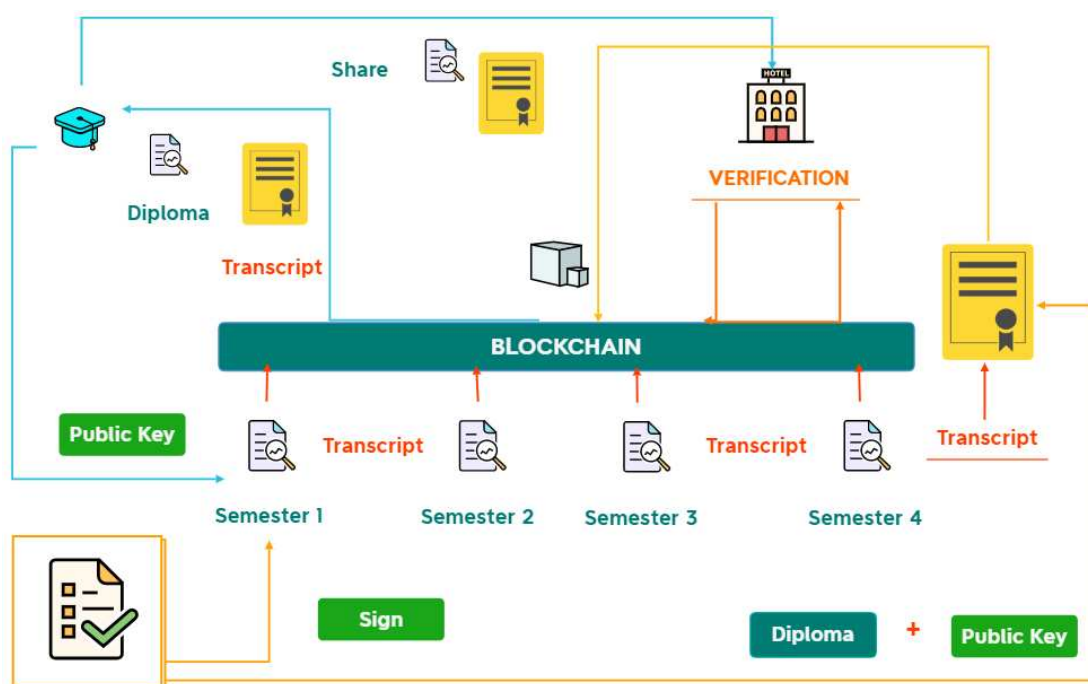 Share
HOTEL
VERIFICATION
Diploma
Transcript
BLOCKCHAIN
Public Key
Transcript
Transcript
Transcript
Semester 1
Semester 2
Semester 3
Semester 4
Sign
Diploma
+
Public Key